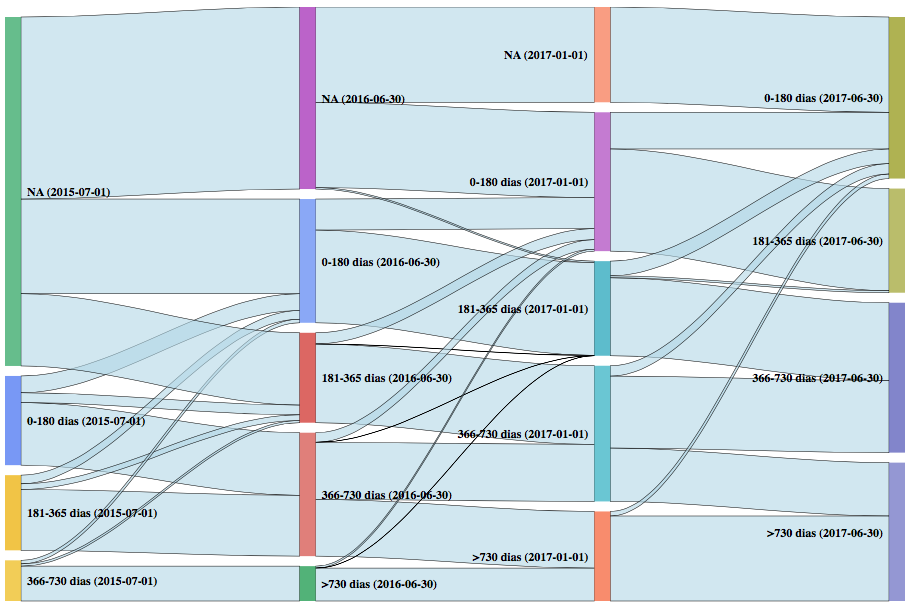 NA (2015-07-01)
0-180 dias (2015-07-01)
181-365 dias (2015-07-01)
366-730 dias (2015-07-01)
NA (2016-06-30)
0-180 dias (2016-06-30)
181-365 dias (2016-06-30)
366-730 dias (2016-06-30)
>730 dias (2016-06-30)
NA (2017-01-01)
0-180 dias (2017-01-01)
181-365 dias (2017-01-01)
366-730 dias (2017-01-01)
>730 dias (2017-01-01)
0-180 dias (2017-06-30)
181-365 dias (2017-06-30)
366-730 dias (2017-06-30)
>730 dias (2017-06-30)